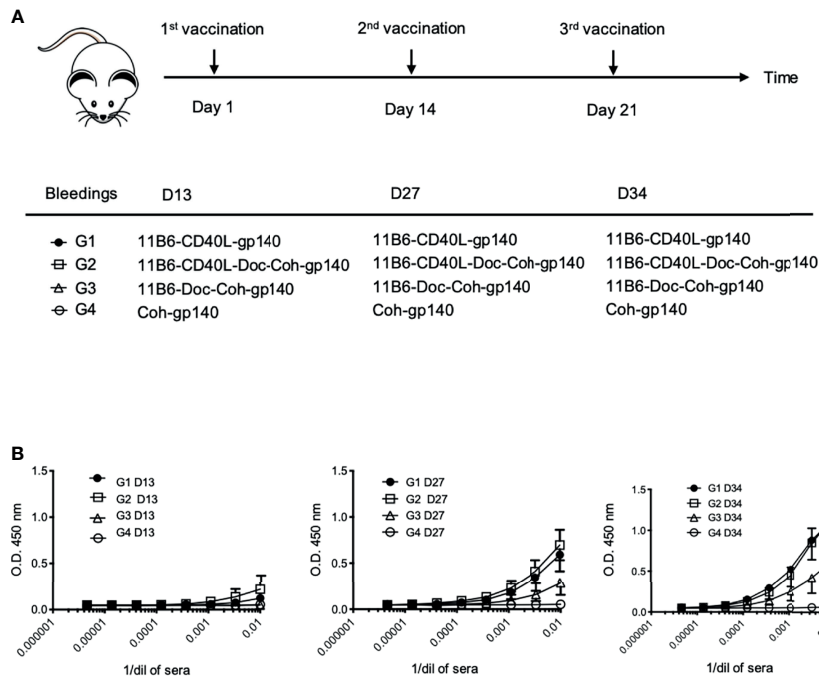 A
1st vaccination 2nd vaccination 3rd vaccination
Time
Day 1 Day 14 Day 21
Bleedings D13 D27 D34
G1 11B6-CD40L-gp140 11B6-CD40L-gp140 11B6-CD40L-gp140
G2 11B6-CD40L-Doc-Coh-gp140 11B6-CD40L-Doc-Coh-gp140 11B6-CD40L-Doc-Coh-gp140
G3 11B6-Doc-Coh-gp140 11B6-Doc-Coh-gp140 11B6-Doc-Coh-gp140
G4 Coh-gp140 Coh-gp140 Coh-gp140
B
O.D. 450 nm
1.5
1.0
0.5
0.0
G1 D13
G2 D13
G3 D13
G4 D13
0.000001 0.00001 0.0001 0.001 0.01
1/dil of sera
O.D. 450 nm
1.5
1.0
0.5
0.0
G1 D27
G2 D27
G3 D27
G4 D27
0.000001 0.00001 0.0001 0.001 0.01
1/dil of sera
O.D. 450 nm
1.5
1.0
0.5
0.0
G1 D34
G2 D34
G3 D34
G4 D34
0.000001 0.00001 0.0001 0.001
1/dil of sera